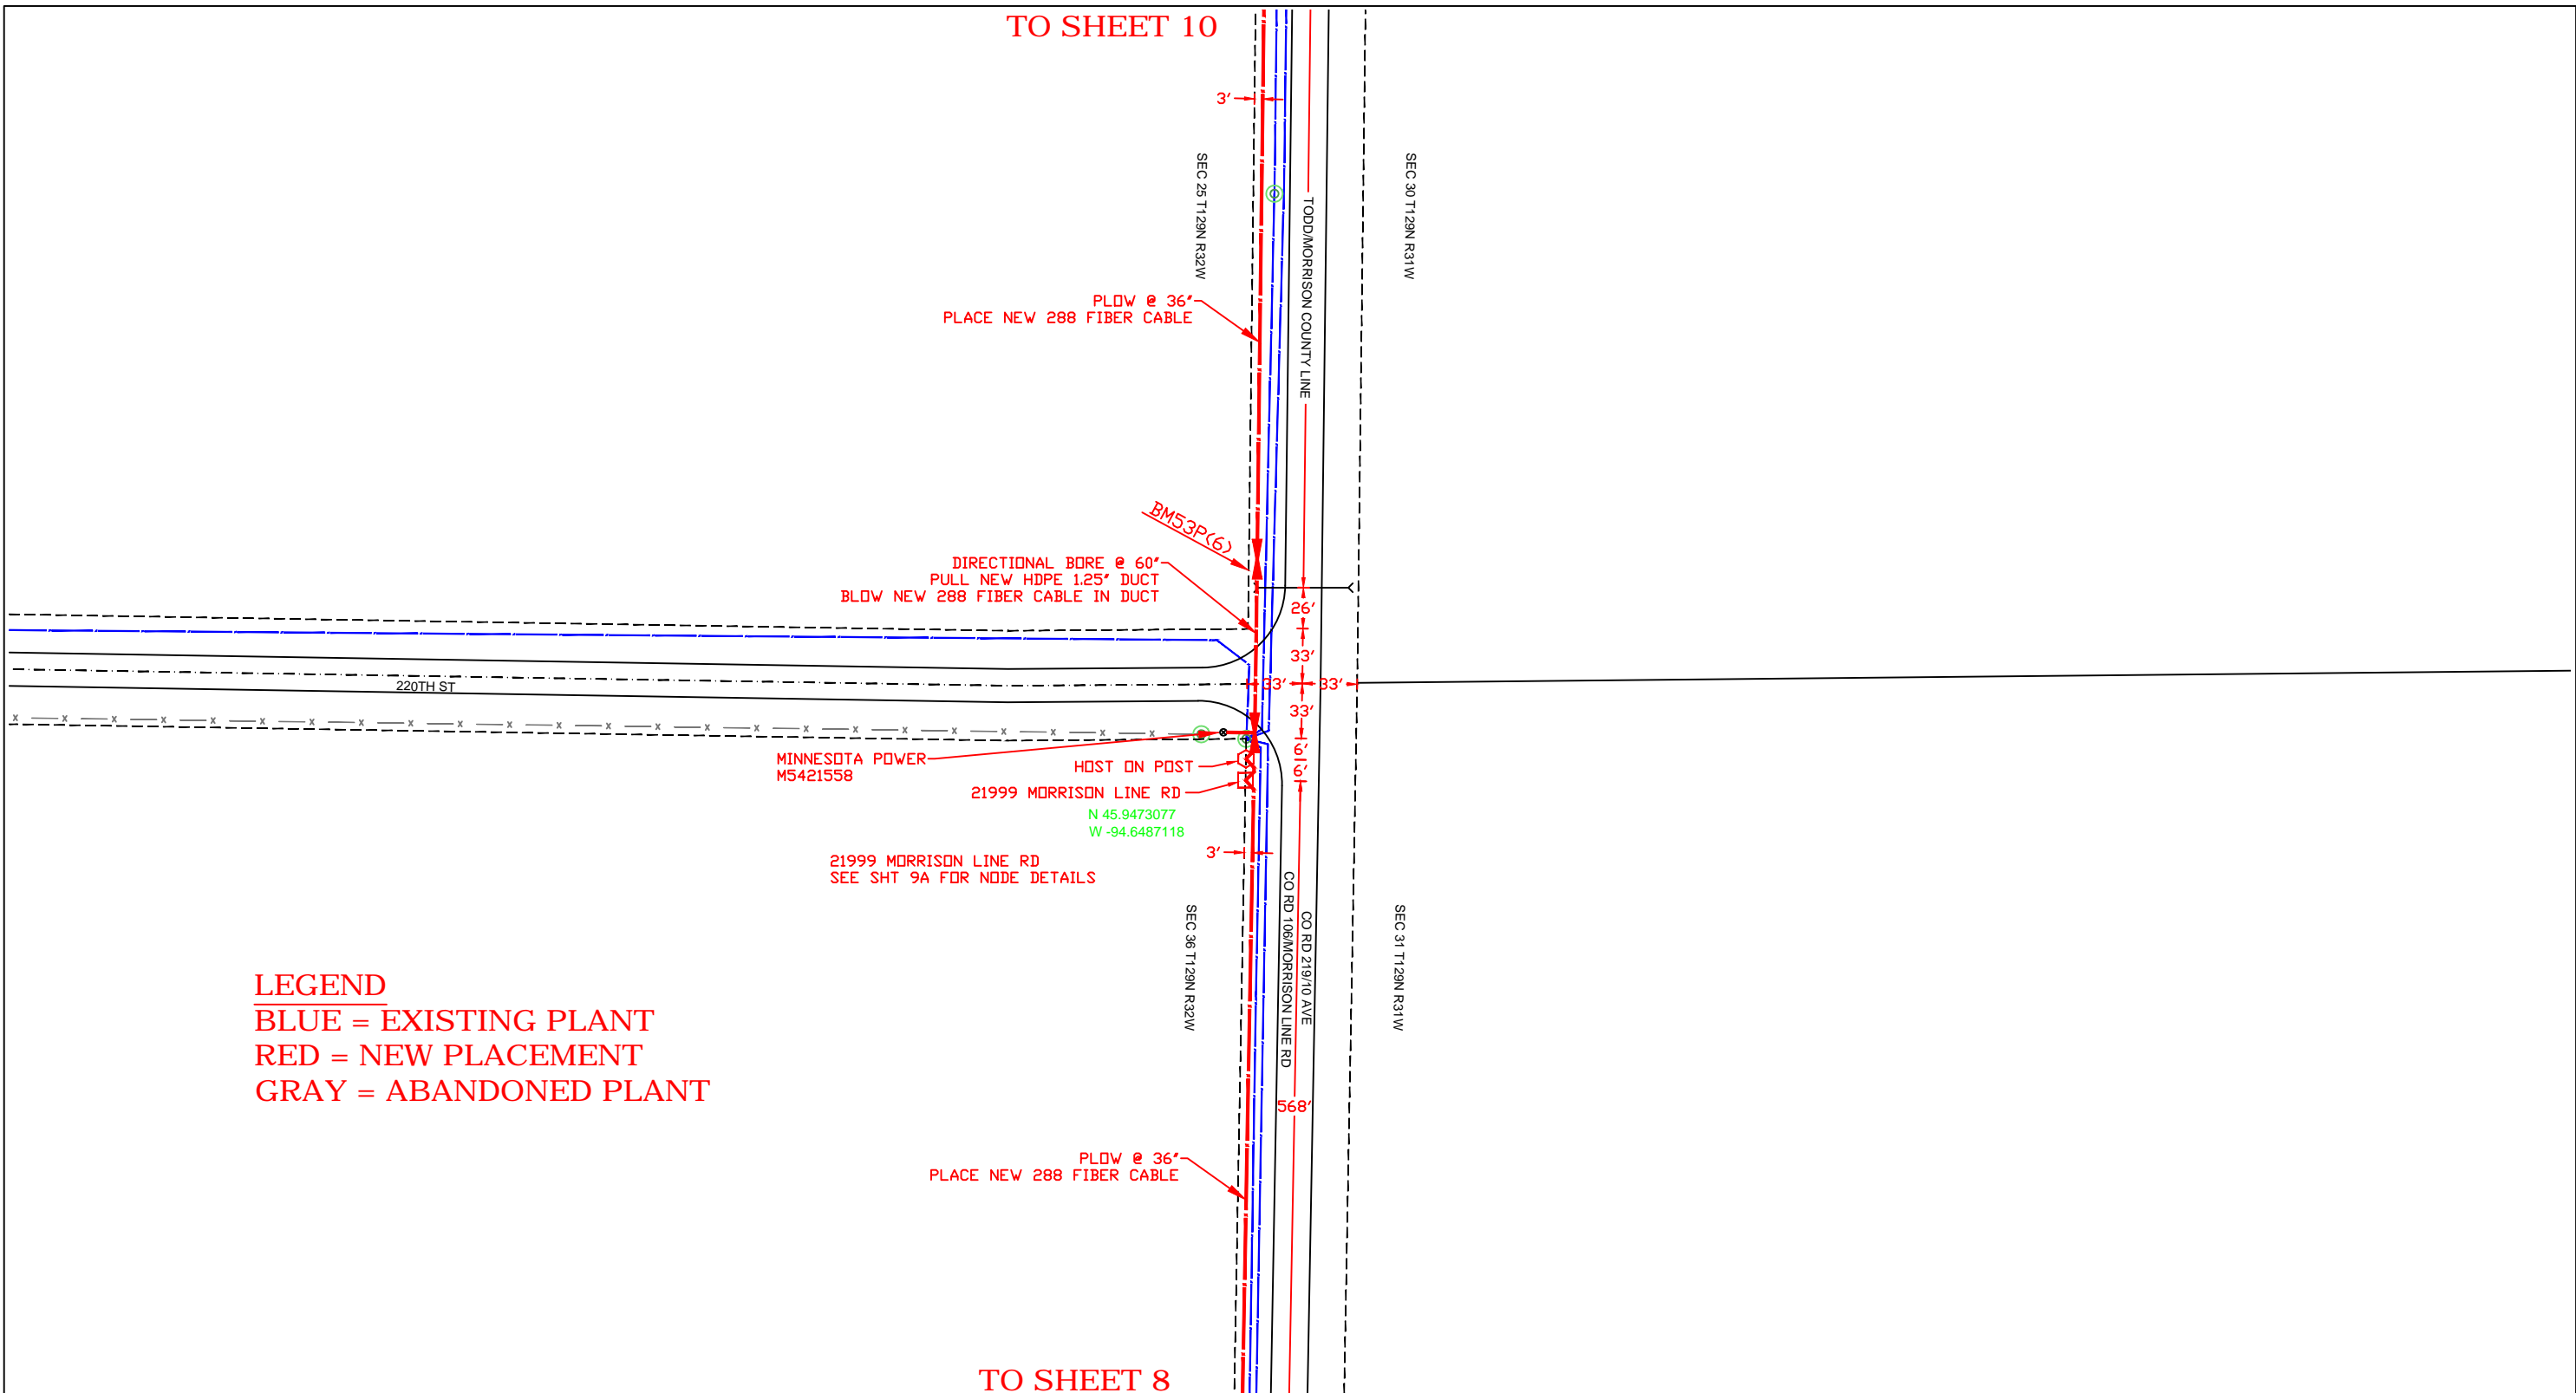 TO SHEET 10
3'
SEC 25 T129N R32W
SEC 30 T129N R31W
TODD/MORRISON COUNTY LINE
PLOW @ 36"
PLACE NEW 288 FIBER CABLE
BM53P(6)
DIRECTIONAL BORE @ 60"
PULL NEW HDPE 1.25" DUCT
BLOW NEW 288 FIBER CABLE IN DUCT
26'
33'
33'
33'
33'
6'
6'
220TH ST
MINNESOTA POWER
M5421558
HOST ON POST
21999 MORRISON LINE RD
N 45.9473077
W -94.6487118
3'
21999 MORRISON LINE RD
SEE SHT 9A FOR NODE DETAILS
SEC 36 T129N R32W
CO RD 106/MORRISON LINE RD
CO RD 219/10 AVE
SEC 31 T129N R31W
568'
LEGEND
BLUE = EXISTING PLANT
RED = NEW PLACEMENT
GRAY = ABANDONED PLANT
PLOW @ 36"
PLACE NEW 288 FIBER CABLE
TO SHEET 8